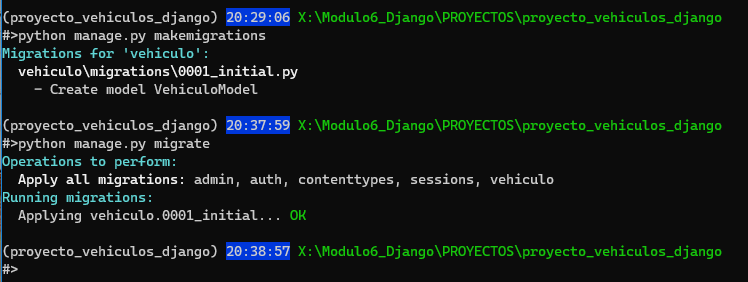 (proyecto_vehiculos_django) 20:29:06 X:\Modulo6_Django\PROYECTOS\proyecto_vehiculos_django
#>python manage.py makemigrations
Migrations for 'vehiculo':
  vehiculo\migrations\0001_initial.py
    - Create model VehiculoModel
(proyecto_vehiculos_django) 20:37:59 X:\Modulo6_Django\PROYECTOS\proyecto_vehiculos_django
#>python manage.py migrate
Operations to perform:
  Apply all migrations: admin, auth, contenttypes, sessions, vehiculo
Running migrations:
  Applying vehiculo.0001_initial... OK
(proyecto_vehiculos_django) 20:38:57 X:\Modulo6_Django\PROYECTOS\proyecto_vehiculos_django
#>